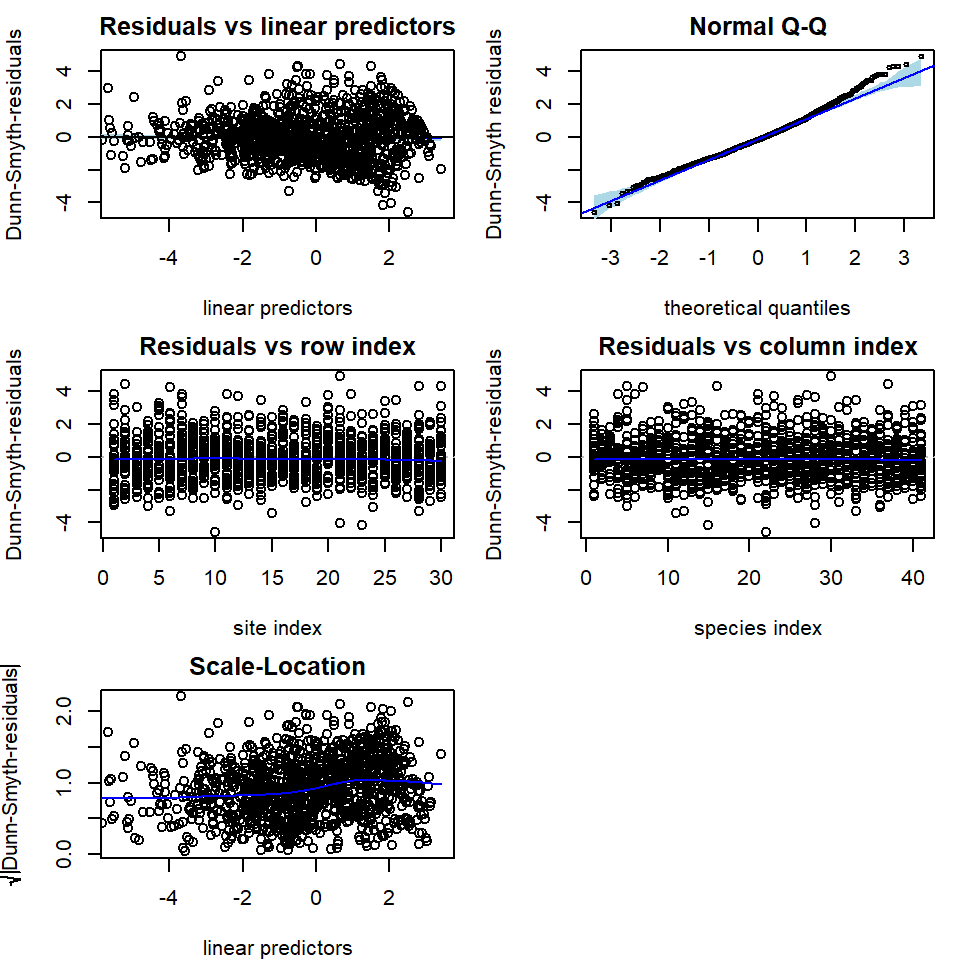 Residuals vs linear predictors
Dunn-Smyth-residuals
4
2
0
-4
-4 -2 0 2
linear predictors
Normal Q-Q
Dunn-Smyth residuals
4
2
0
-4
-3 -2 -1 0 1 2 3
theoretical quantiles
Residuals vs row index
Dunn-Smyth-residuals
4
2
0
-4
0 5 10 15 20 25 30
site index
Residuals vs column index
Dunn-Smyth-residuals
4
2
0
-4
0 10 20 30 40
species index
Scale-Location
√|Dunn-Smyth-residuals|
2.0
1.0
0.0
-4 -2 0 2
linear predictors